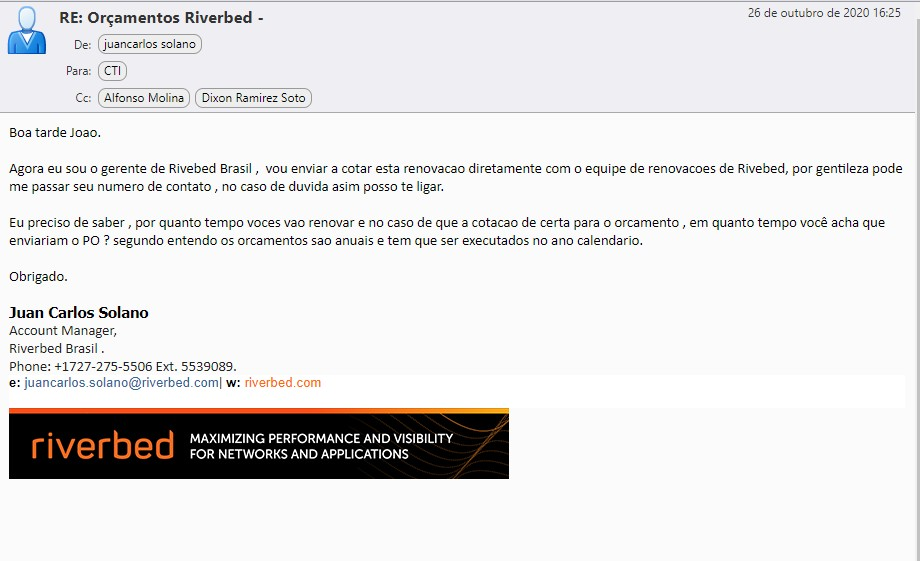 RE: Orçamentos Riverbed -
26 de outubro de 2020 16:25
De: juancarlos solano
Para: CTI
Cc: Alfonso Molina Dixon Ramirez Soto
Boa tarde Joao.
Agora eu sou o gerente de Rivebed Brasil , vou enviar a cotar esta renovacao diretamente com o equipe de renovacoes de Rivebed, por gentileza pode
me passar seu numero de contato , no caso de duvida asim posso te ligar.
Eu preciso de saber , por quanto tempo voces vao renovar e no caso de que a cotacao de certa para o orcamento , em quanto tempo você acha que
enviariam o PO ? segundo entendo os orcamentos sao anuais e tem que ser executados no ano calendario.
Obrigado.
Juan Carlos Solano
Account Manager,
Riverbed Brasil .
Phone: +1727-275-5506 Ext. 5539089.
e: juancarlos.solano@riverbed.com| w: riverbed.com
riverbed MAXIMIZING PERFORMANCE AND VISIBILITY
FOR NETWORKS AND APPLICATIONS